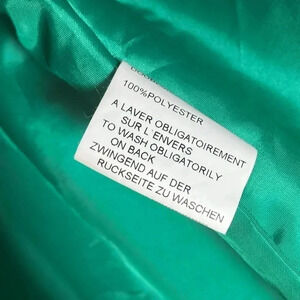 100%POLYESTER
A LAVER OBLIGATOIREMENT
SUR L'ENVERS
TO WASH OBLIGATORILY
ON BACK
ZWINGEND AUF DER
RUCKSEITE ZU WASCHEN